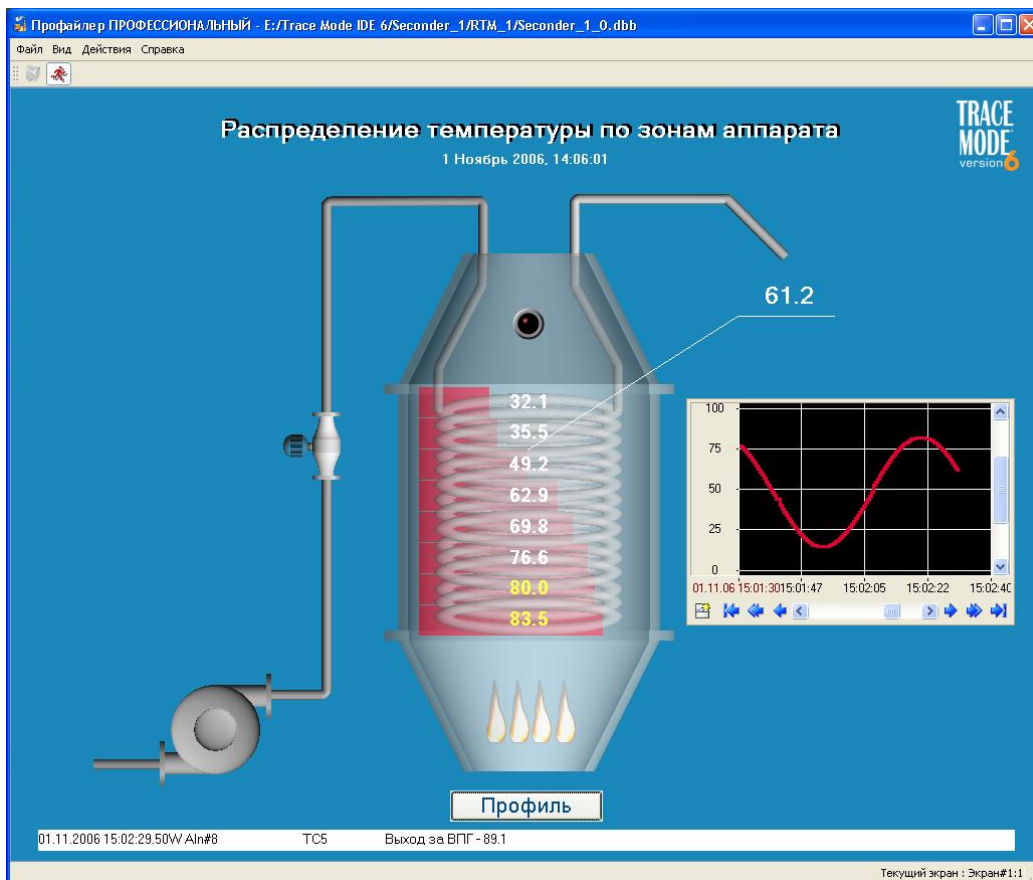 Профайлер ПРОФЕССИОНАЛЬНЫЙ - E:/Trace Mode IDE 6/Seconder_1/RTM_1/Seconder_1_0.dbb
Файл Вид Действия Справка
Распределение температуры по зонам аппарата
1 Ноябрь 2006, 14:06:01
TRACE
MODE
version 6
61.2
32.1
35.5
49.2
62.9
69.8
76.6
80.0
83.5
100
75
50
25
0
01.11.06 15:01:30 15:01:47 15:02:05 15:02:22 15:02:40
Профиль
01.11.2006 15:02:29.50W AIn#8 TC5 Выход за ВПГ - 89.1
Текущий экран : Экран#1:1